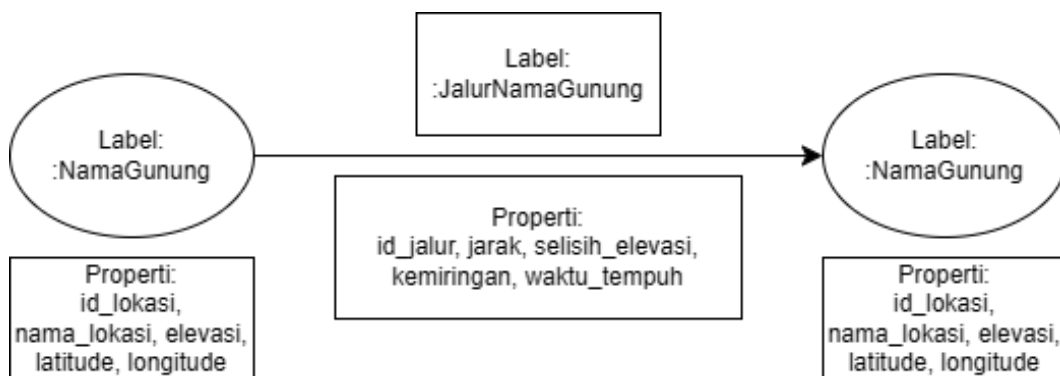 Label:
:JalurNamaGunung
Label:
:NamaGunung
Label:
:NamaGunung
Properti:
id_jalur, jarak, selisih_elevasi,
kemiringan, waktu_tempuh
Properti:
id_lokasi,
nama_lokasi, elevasi,
latitude, longitude
Properti:
id_lokasi,
nama_lokasi, elevasi,
latitude, longitude